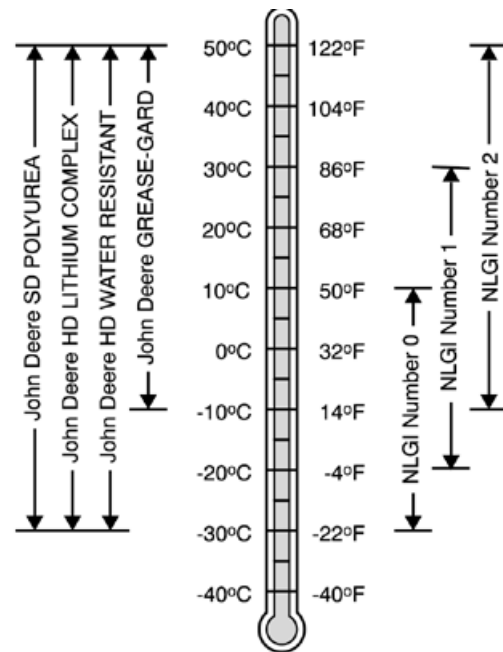 50ºC 122ºF
40ºC 104ºF
30ºC 86ºF
20ºC 68ºF
10ºC 50ºF
0ºC 32ºF
-10ºC 14ºF
-20ºC -4ºF
-30ºC -22ºF
-40ºC -40ºF
John Deere SD POLYUREA
John Deere HD LITHIUM COMPLEX
John Deere HD WATER RESISTANT
John Deere GREASE-GARD
NLGI Number 0
NLGI Number 1
NLGI Number 2